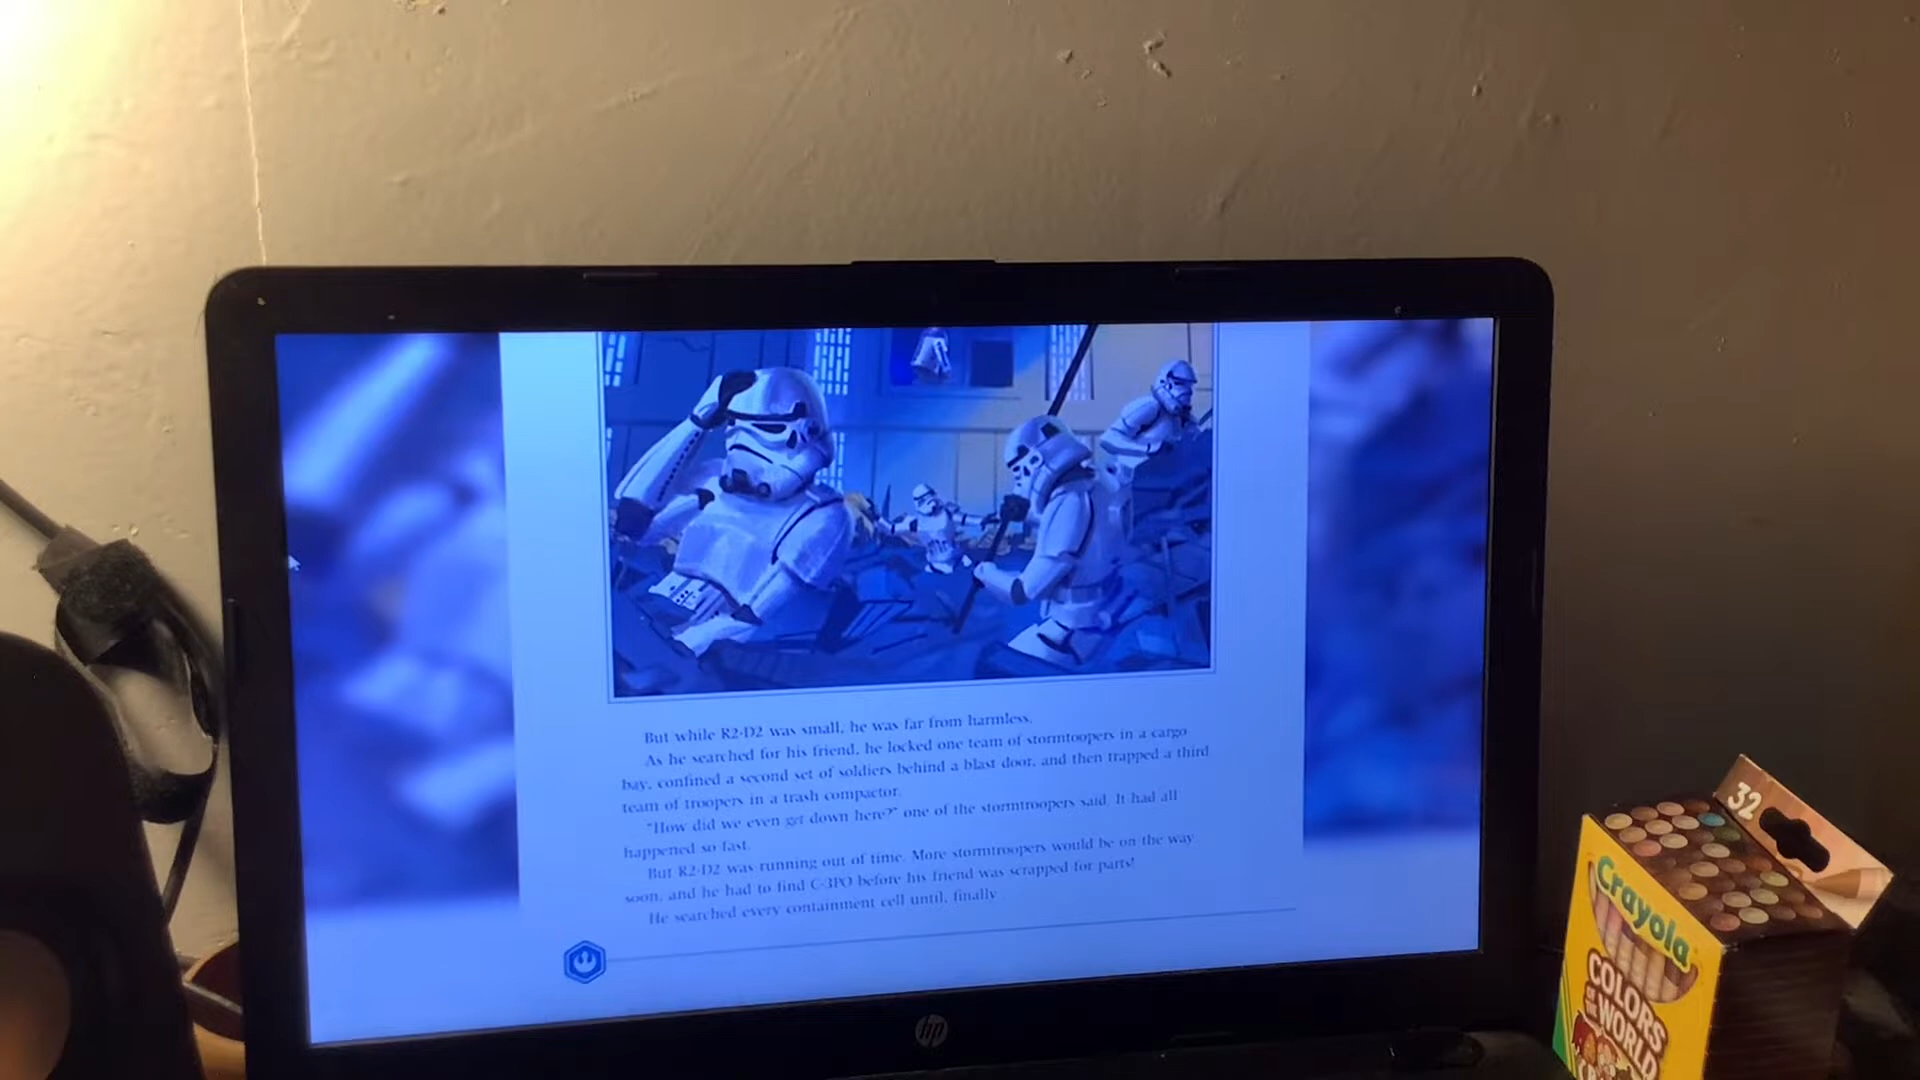 But while R2-D2 was small, he was far from harmless.
As he searched for his friend, he locked one team of stormtoopers in a cargo
bay, confined a second set of soldiers behind a blast door, and then trapped a third
team of troopers in a trash compactor.
"How did we even get down here?" one of the stormtroopers said. It had all
happened so fast.
But R2-D2 was running out of time. More stormtroopers would be on the way
soon, and he had to find C-3PO before his friend was scrapped for parts!
He searched every containment cell until, finally
hp
32
Crayola
COLORS
OF THE
WORLD